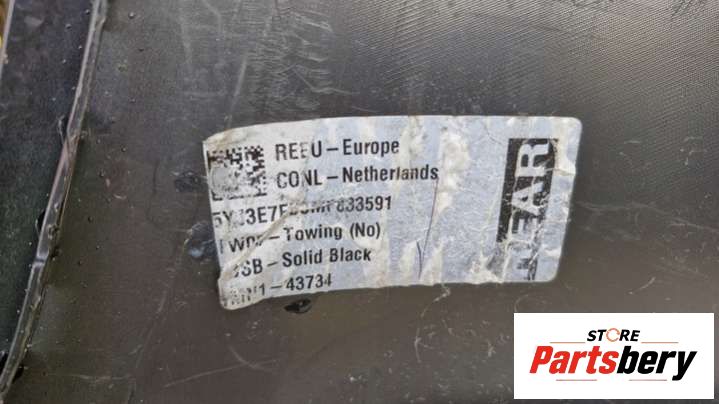 REEU-Europe
CONL-Netherlands
-Towing (No)
-Solid Black
-43734
REAR
STORE
Partsbery